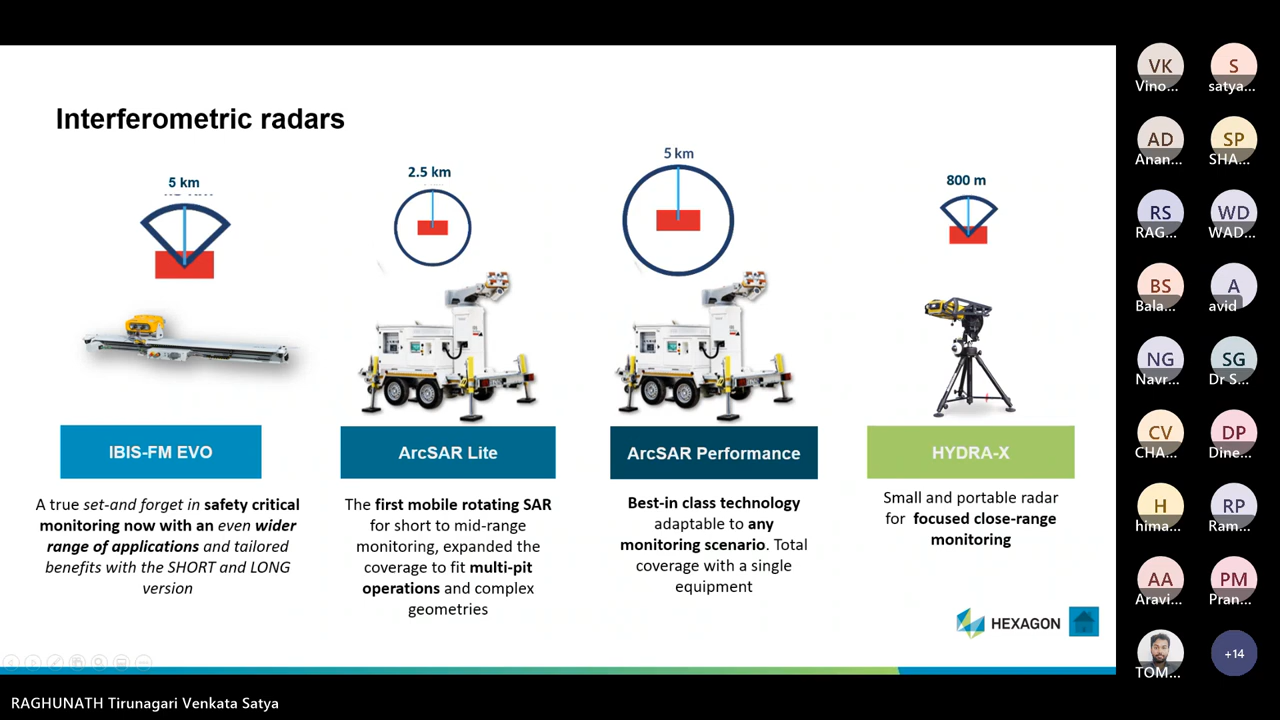 Interferometric radars
5 km
2.5 km
5 km
800 m
IBIS-FM EVO
ArcSAR Lite
ArcSAR Performance
HYDRA-X
A true set-and forget in safety critical
monitoring now with an even wider
range of applications and tailored
benefits with the SHORT and LONG
version
The first mobile rotating SAR
for short to mid-range
monitoring, expanded the
coverage to fit multi-pit
operations and complex
geometries
Best-in class technology
adaptable to any
monitoring scenario. Total
coverage with a single
equipment
Small and portable radar
for focused close-range
monitoring
HEXAGON
VK
Vino...
S
satya...
AD
Anan...
SP
SHA...
RS
RAG...
WD
WAD...
BS
Bala...
A
avid
NG
Navr...
SG
Dr S...
CV
CHA...
DP
Dine...
H
hima...
RP
Ram...
AA
Aravi...
PM
Pran...
TOM...
+14
RAGHUNATH Tirunagari Venkata Satya